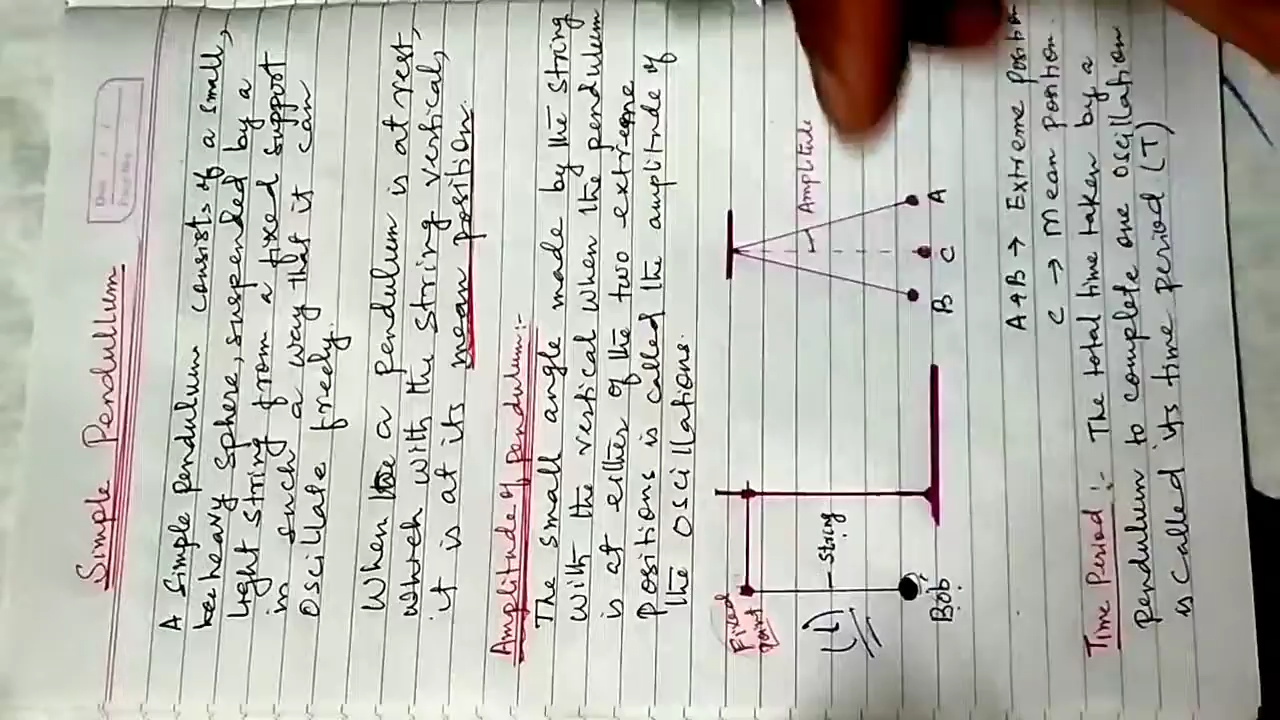 Simple Pendullum
A Simple pendulum consists of a small,
heavy sphere, suspended by a
light string from a fixed support
in such a way that it can
Oscillate freely.
When a pendulum is at rest,
which with the string vertical,
it is at its mean position.
Amplitude of pendulum:-
The small angle made by the string
with the vertical when the pendulum
is at either of the two extreme
positions is called the amplitude of
the oscillations.
Fixed
point
(L) String
Bob
Amplitude
B C A
A&B → Extreme position
C → Mean position.
Time Period :- The total time taken by a
pendulum to complete one oscillation
is called its time period (T)